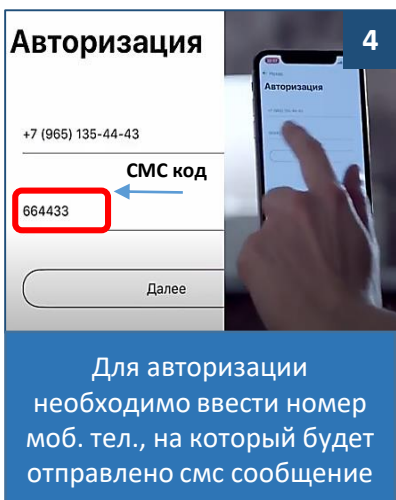 Авторизация
4
+7 (965) 135-44-43
СМС код
664433
Далее
Авторизация
Для авторизации
необходимо ввести номер
моб. тел., на который будет
отправлено смс сообщение